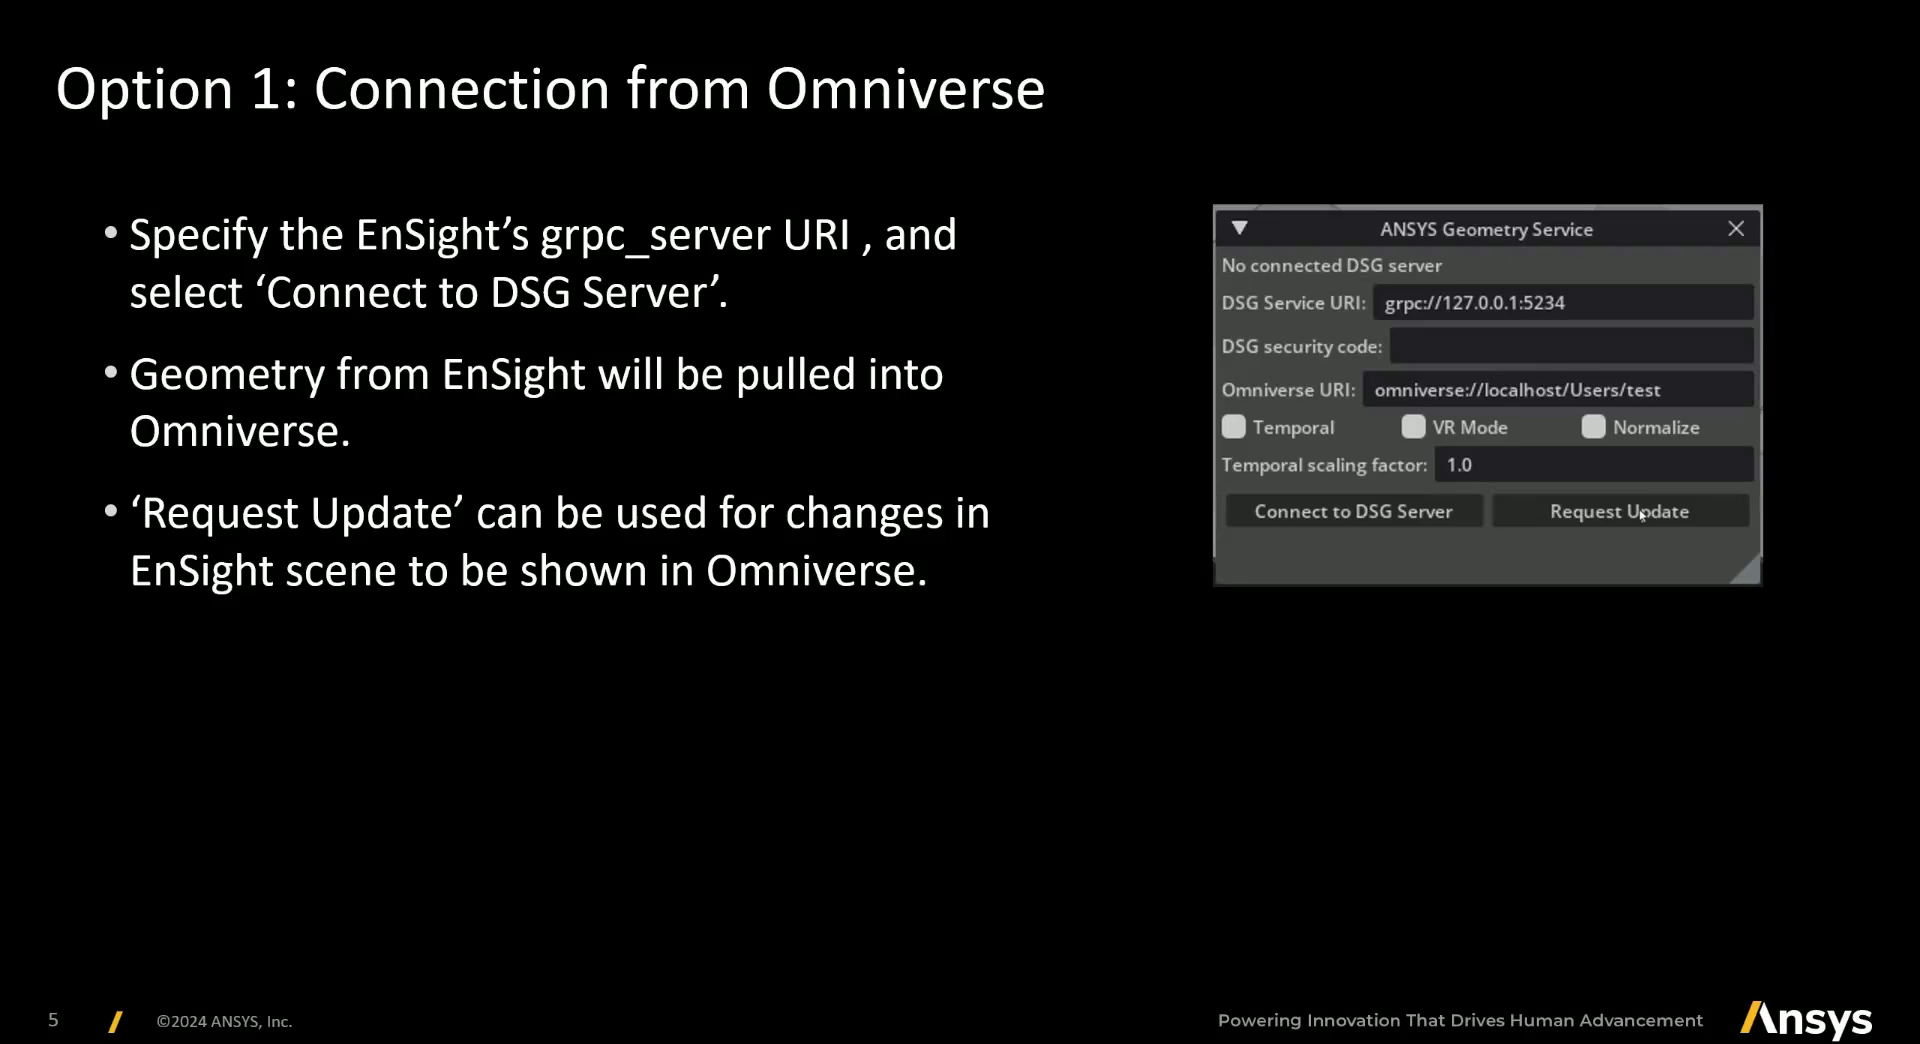 Option 1: Connection from Omniverse
• Specify the EnSight’s grpc_server URI , and
select ‘Connect to DSG Server’.
• Geometry from EnSight will be pulled into
Omniverse.
• ‘Request Update’ can be used for changes in
EnSight scene to be shown in Omniverse.
ANSYS Geometry Service
No connected DSG server
DSG Service URI: grpc://127.0.0.1:5234
DSG security code:
Omniverse URI: omniverse://localhost/Users/test
Temporal VR Mode Normalize
Temporal scaling factor: 1.0
Connect to DSG Server Request Update
5 ©2024 ANSYS, Inc.
Powering Innovation That Drives Human Advancement
Ansys